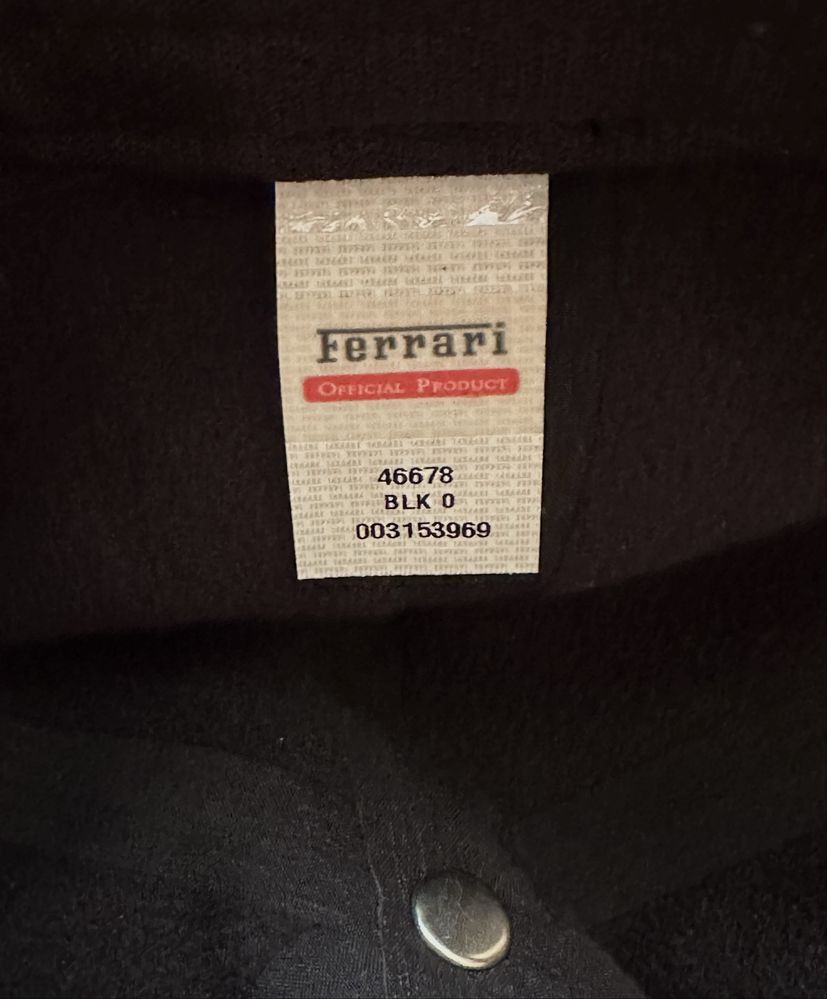 Ferrari
OFFICIAL PRODUCT
46678
BLK 0
003153969